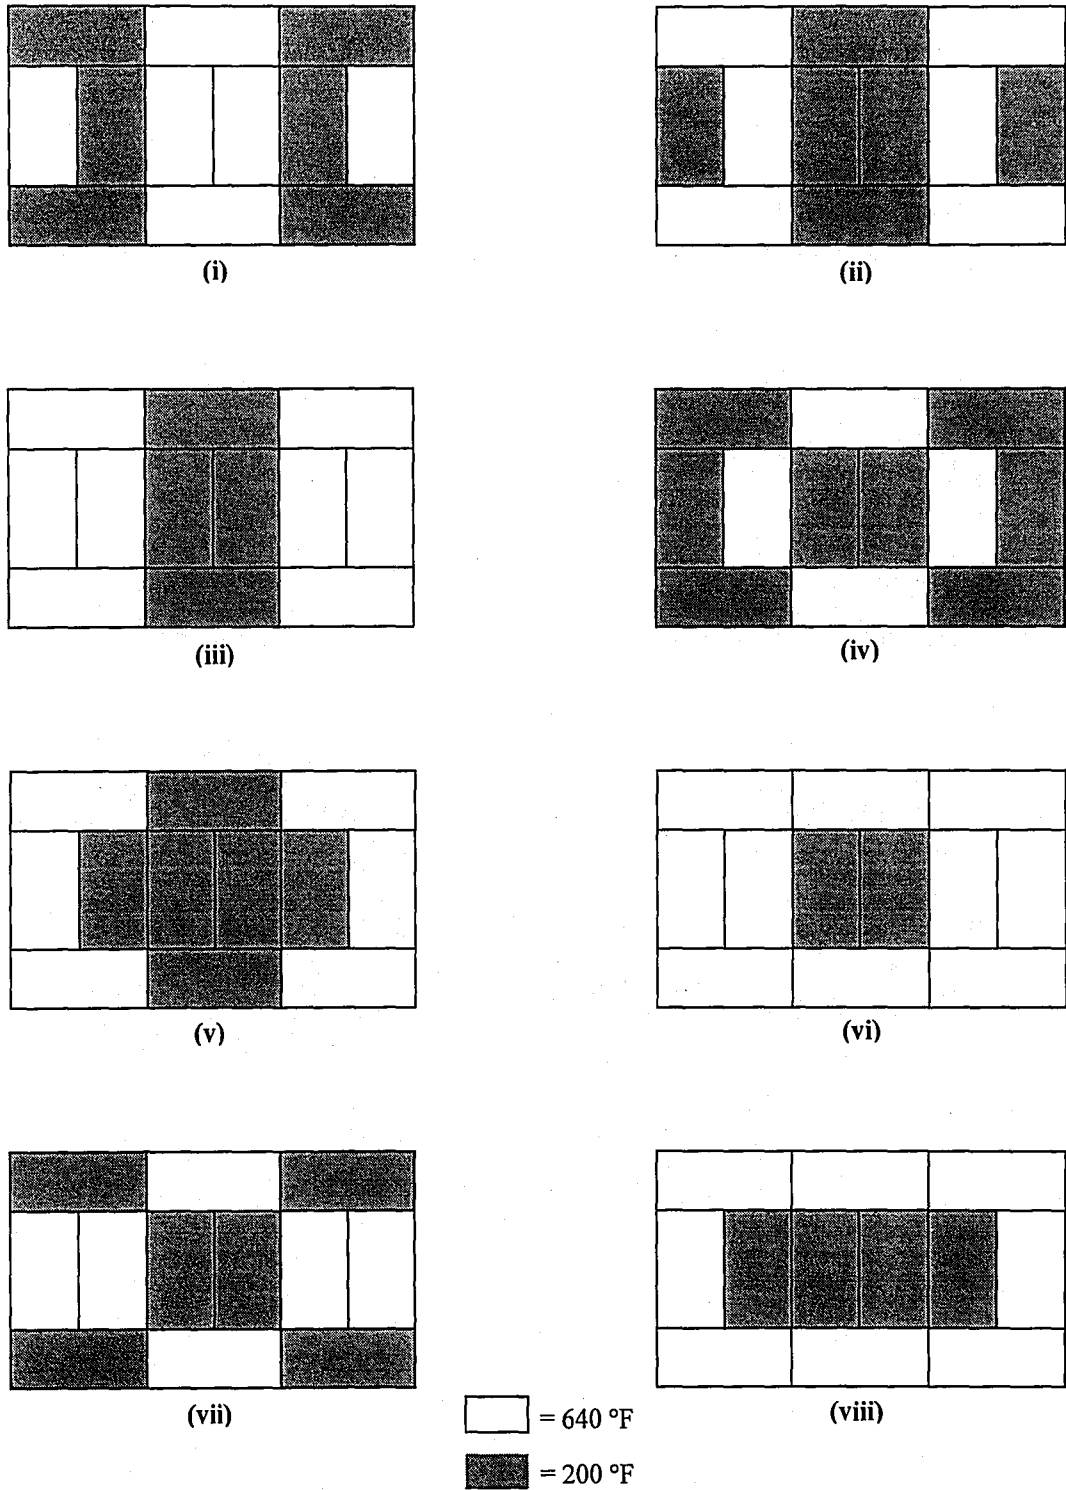 (i)
(ii)
(iii)
(iv)
(v)
(vi)
(vii)
(viii)
= 640 °F
= 200 °F